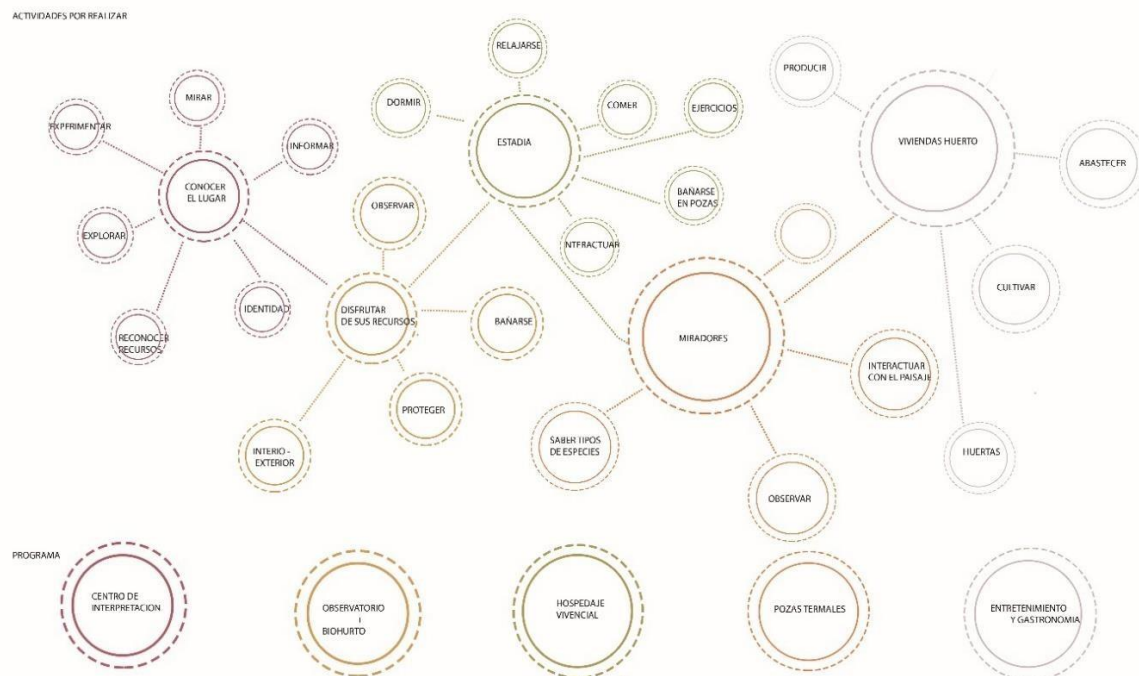 ACTIVIDADES POR REALIZAR
RELAJARSE
PRODUCIR
MIRAR
DORMIR
COMER
EJERCICIOS
EXPERIMENTAR
INFORMAR
ESTADIA
VIVIENDAS HUERTO
ABASTECER
CONOCER
EL LUGAR
BAÑARSE
EN POZAS
OBSERVAR
EXPLORAR
NTERACTUAR
CULTIVAR
IDENTIDAD
DISFRUTAR
DE SUS RECURSOS
BAÑARSE
RECONOCER
RECURSOS
MIRADORES
INTERACTUAR
CON EL PAISAJE
PROTEGER
INTERIO -
EXTERIOR
SABER TIPOS
DE ESPECIES
HUERTAS
OBSERVAR
PROGRAMA
CENTRO DE
INTERPRETACION
OBSERVATORIO
I
BIOHURTO
HOSPEDAJE
VIVENCIAL
POZAS TERMALES
ENTRETENIMIENTO
Y GASTRONOMIA